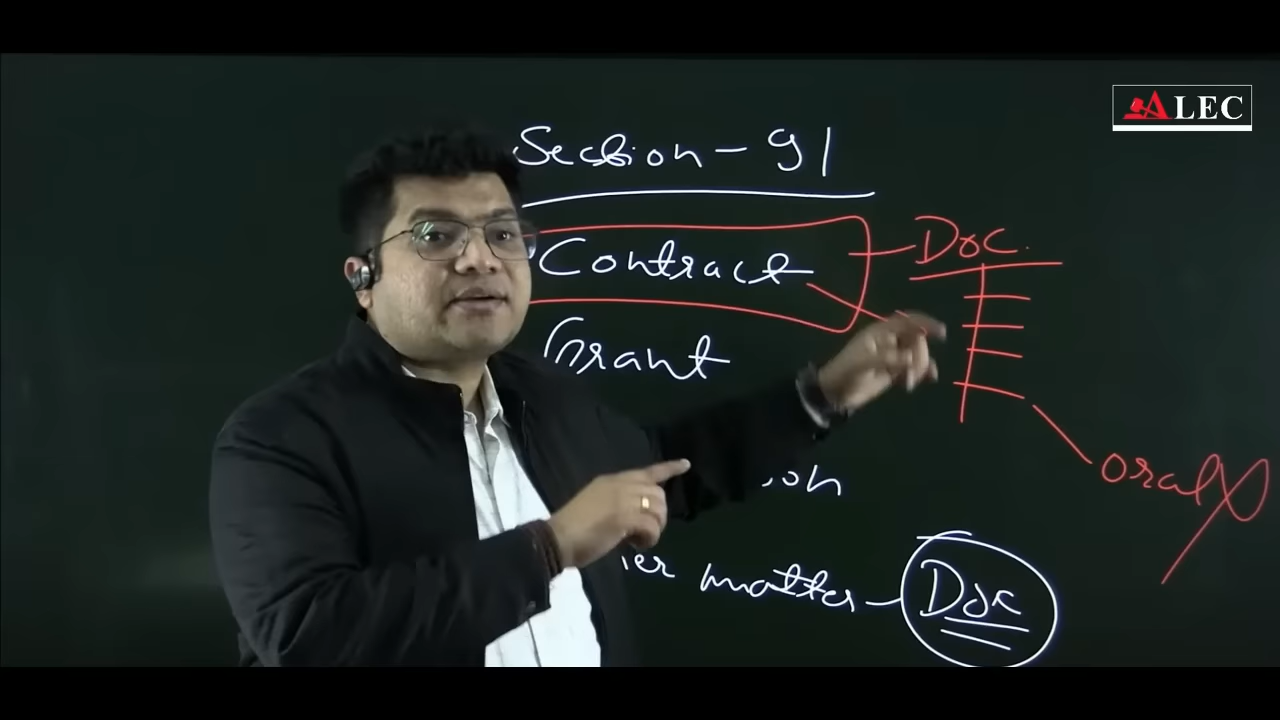 ALEC
Section - 91
Contract
Doc.
Grant
oral
matter - Doc